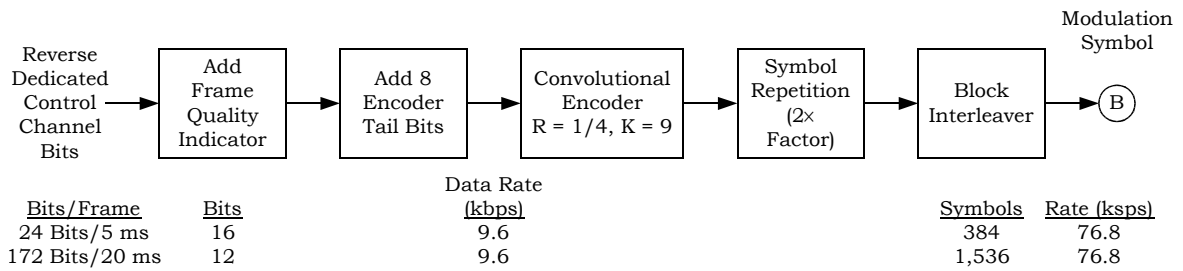 Reverse
Dedicated
Control
Channel
Bits
Add
Frame
Quality
Indicator
Add 8
Encoder
Tail Bits
Convolutional
Encoder
R = 1/4, K = 9
Symbol
Repetition
(2×
Factor)
Block
Interleaver
Modulation
Symbol
B
Data Rate
Bits/Frame Bits (kbps) Symbols Rate (ksps)
24 Bits/5 ms 16 9.6 384 76.8
172 Bits/20 ms 12 9.6 1,536 76.8